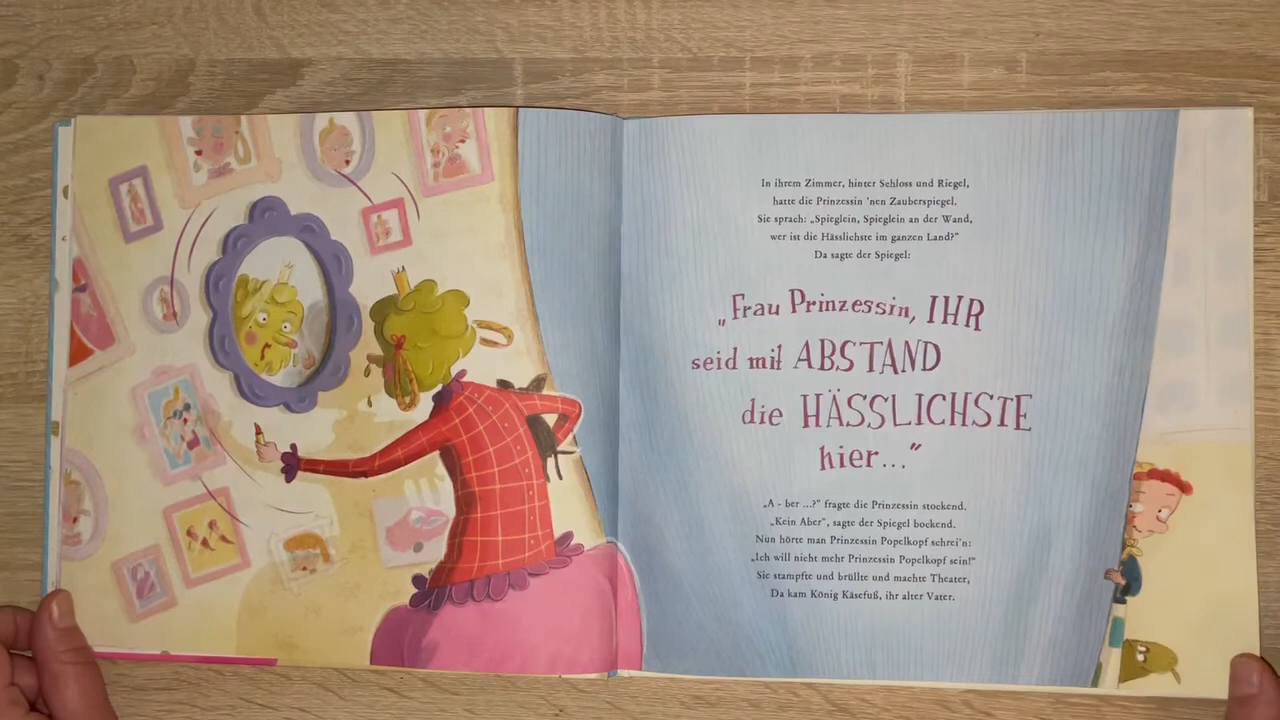 In ihrem Zimmer, hinter Schloss und Riegel,
hatte die Prinzessin 'nen Zauberspiegel.
Sie sprach: „Spieglein, Spieglein an der Wand,
wer ist die Hässlichste im ganzen Land?"
Da sagte der Spiegel:
„Frau Prinzessin, IHR
seid mit ABSTAND
die HÄSSLICHSTE
hier..."
„A - ber ...?" fragte die Prinzessin stockend.
„Kein Aber", sagte der Spiegel bockend.
Nun hörte man Prinzessin Popelkopf schrei'n:
„Ich will nicht mehr Prinzessin Popelkopf sein!"
Sie stampfte und brüllte und machte Theater,
Da kam König Käsefuß, ihr alter Vater.